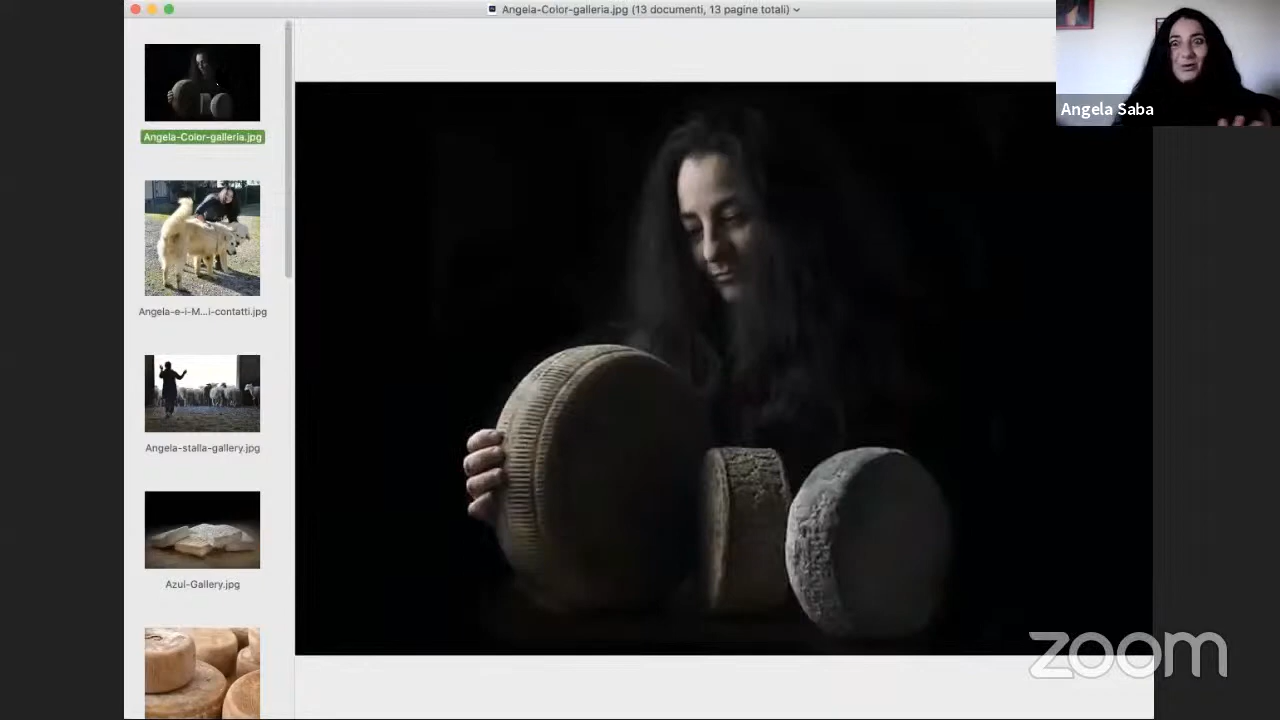 Angela-Color-galleria.jpg (13 documenti, 13 pagine totali)
Angela Saba
Angela-Color-galleria.jpg
Angela-e-i-M...i-contatti.jpg
Angela-stalla-gallery.jpg
Azul-Gallery.jpg
zoom